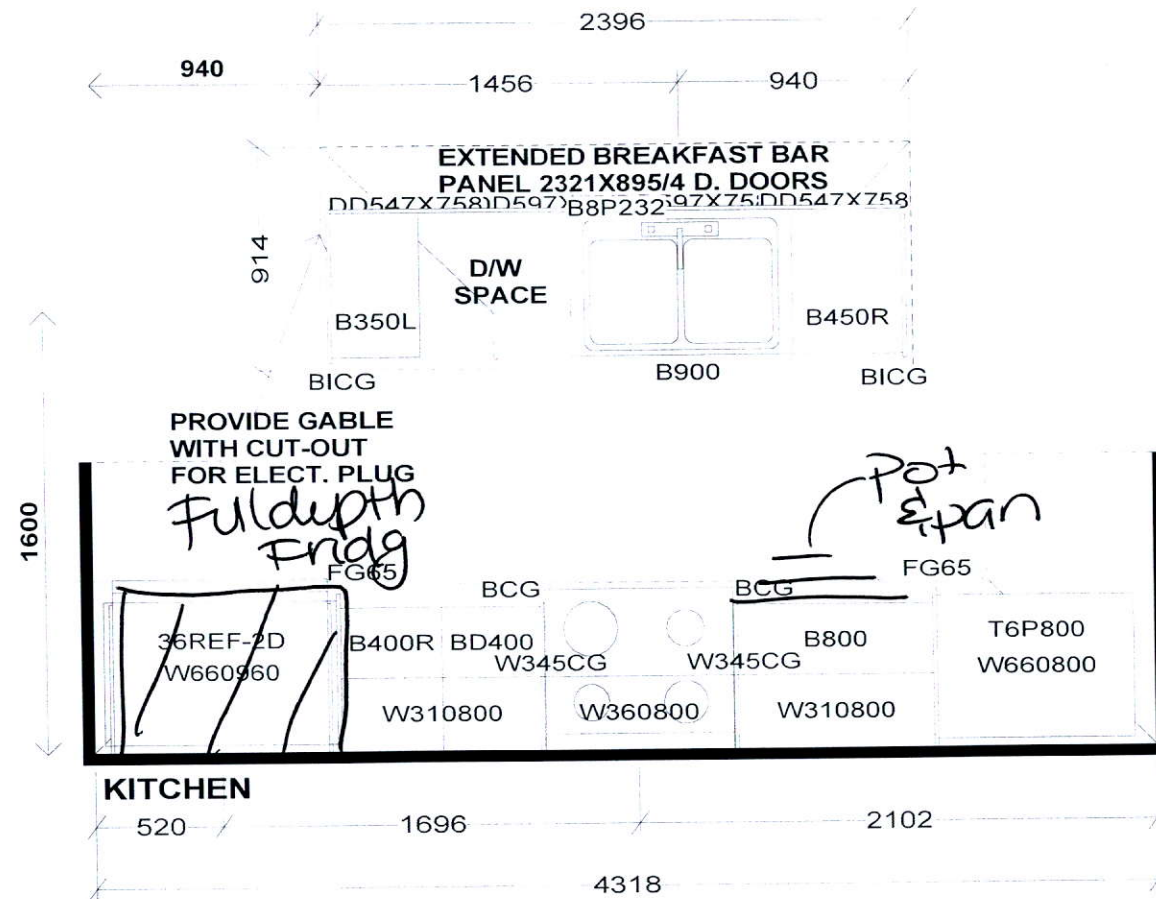 2396
940
1456
940
EXTENDED BREAKFAST BAR
PANEL 2321X895/4 D. DOORS
DD547X758
B8P232
DD547X758
914
D/W
SPACE
B350L
B450R
B900
BICG
BICG
PROVIDE GABLE
WITH CUT-OUT
FOR ELECT. PLUG
Fuldepth
Fridg
Pot
& pan
1600
FG65
BCG
BCG
FG65
36REF-2D
W660960
B400R
BD400
W345CG
W345CG
B800
T6P800
W660800
W310800
W360800
W310800
KITCHEN
520
1696
2102
4318